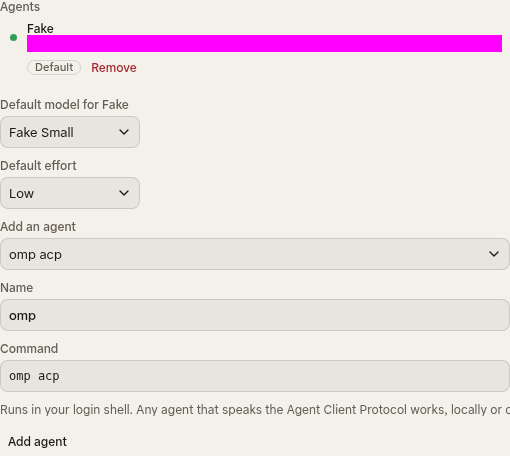 Agents
Fake
Default Remove
Default model for Fake
Fake Small
Default effort
Low
Add an agent
omp acp
Name
omp
Command
omp acp
Runs in your login shell. Any agent that speaks the Agent Client Protocol works, locally or
Add agent